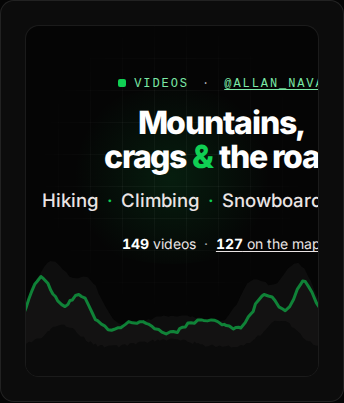 VIDEOS · @ALLAN_NAVA
Mountains,
crags & the roa
Hiking · Climbing · Snowboard
149 videos · 127 on the map